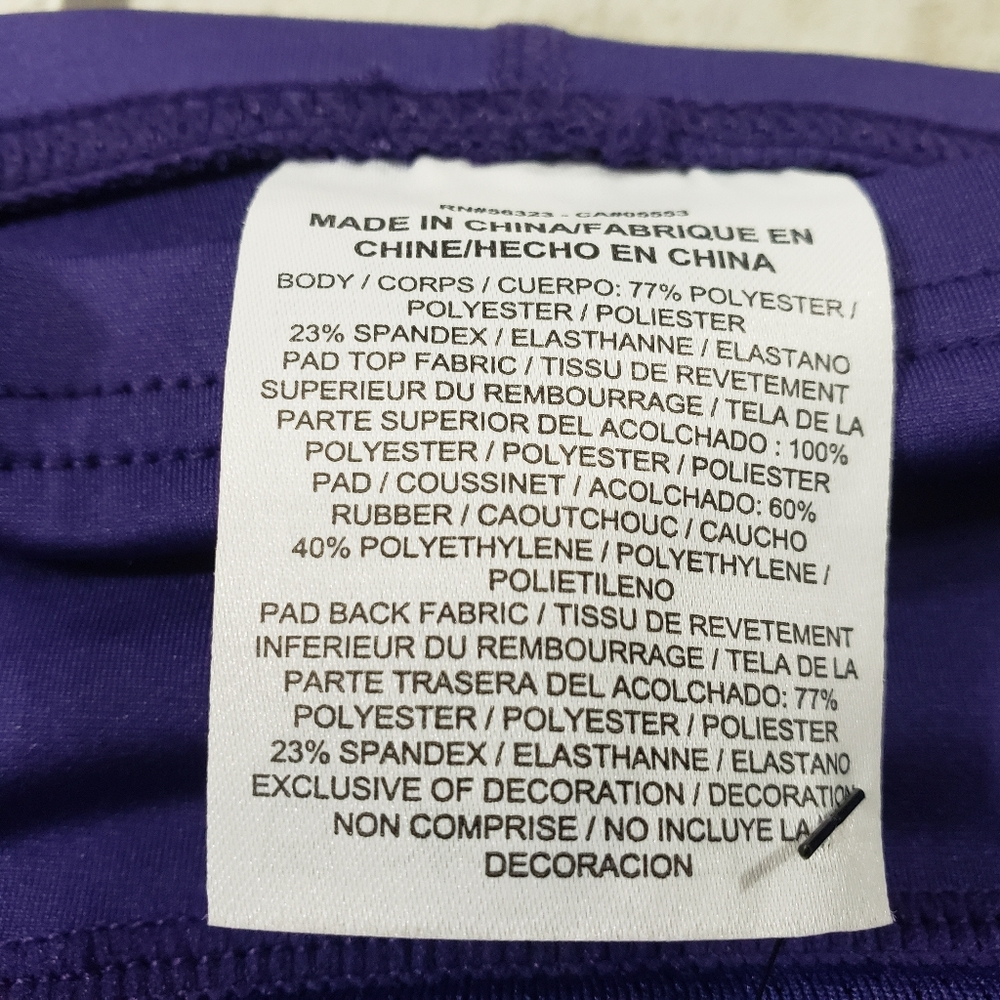 RN#56323 - CA#05553
MADE IN CHINA/FABRIQUE EN
CHINE/HECHO EN CHINA
BODY / CORPS / CUERPO: 77% POLYESTER /
POLYESTER / POLIESTER
23% SPANDEX / ELASTHANNE / ELASTANO
PAD TOP FABRIC / TISSU DE REVETEMENT
SUPERIEUR DU REMBOURRAGE / TELA DE LA
PARTE SUPERIOR DEL ACOLCHADO : 100%
POLYESTER / POLYESTER / POLIESTER
PAD / COUSSINET / ACOLCHADO: 60%
RUBBER / CAOUTCHOUC / CAUCHO
40% POLYETHYLENE / POLYETHYLENE /
POLIETILENO
PAD BACK FABRIC / TISSU DE REVETEMENT
INFERIEUR DU REMBOURRAGE / TELA DE LA
PARTE TRASERA DEL ACOLCHADO: 77%
POLYESTER / POLYESTER / POLIESTER
23% SPANDEX / ELASTHANNE / ELASTANO
EXCLUSIVE OF DECORATION / DECORATION
NON COMPRISE / NO INCLUYE LA
DECORACION